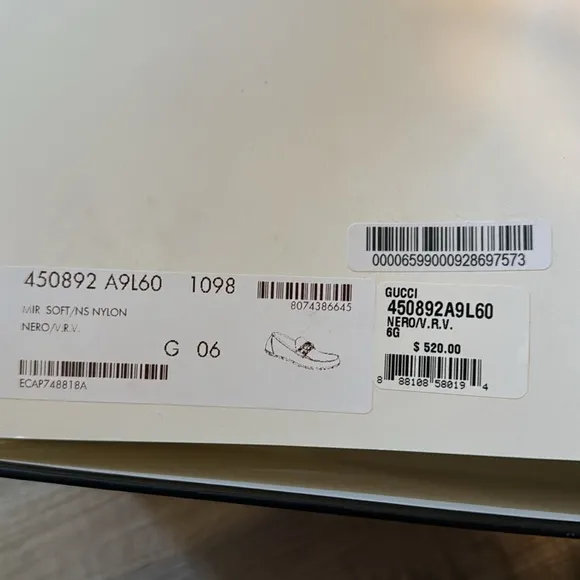 450892 A9L60 1098
8074386645
MIR SOFT/NS NYLON
NERO/V.R.V.
G 06
ECAP748818A
00006599000928697573
GUCCI
450892A9L60
NERO/V.R.V.
6G
$ 520.00
8 88108 58019 4